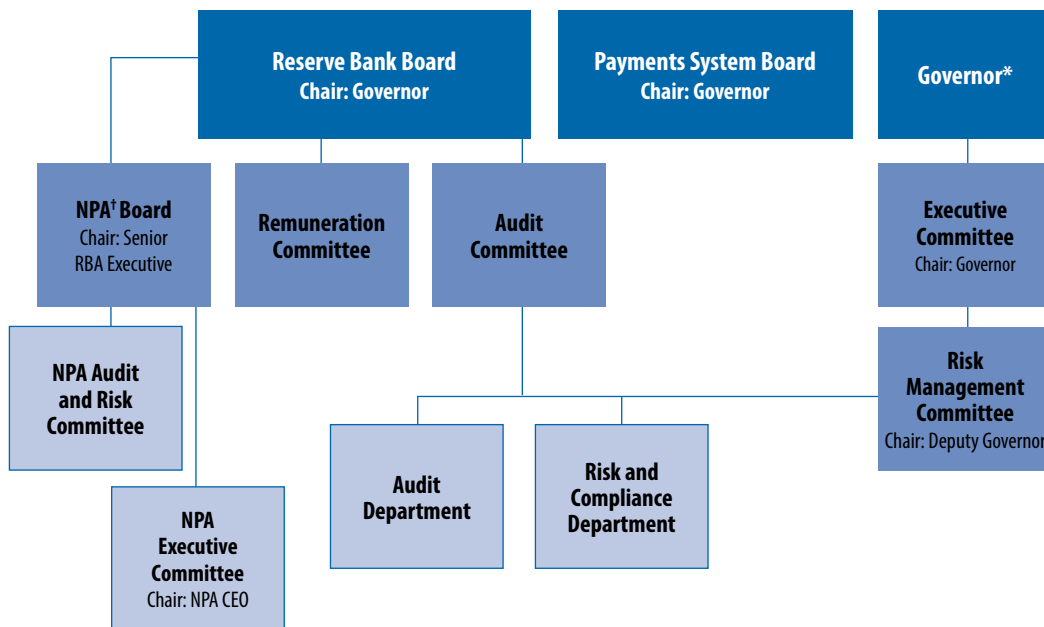 Reserve Bank Board
Chair: Governor
Payments System Board
Chair: Governor
Governor*
NPA† Board
Chair: Senior
RBA Executive
Remuneration
Committee
Audit
Committee
Executive
Committee
Chair: Governor
NPA Audit
and Risk
Committee
Risk
Management
Committee
Chair: Deputy Governor
Audit
Department
Risk and
Compliance
Department
NPA
Executive
Committee
Chair: NPA CEO